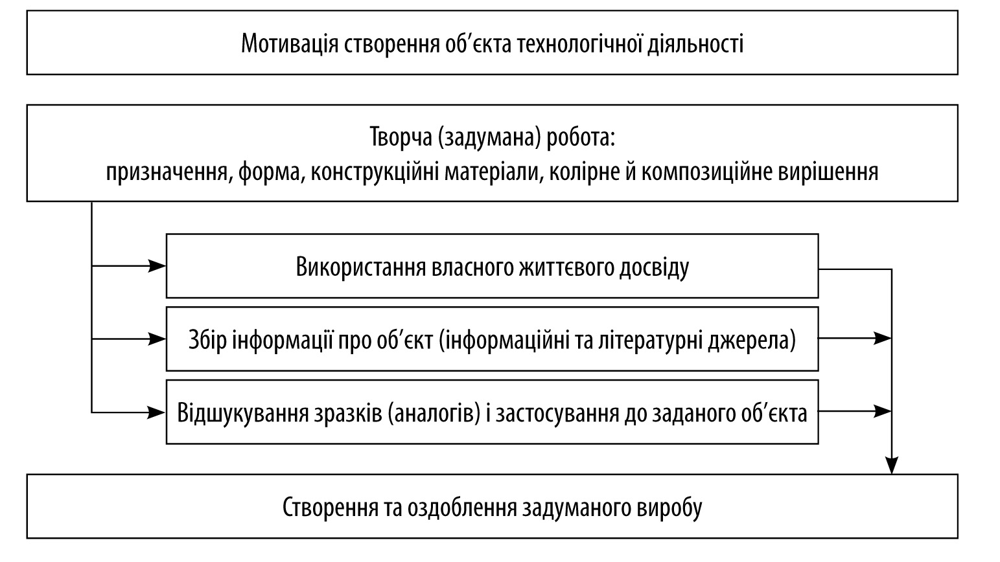 Мотивація створення об’єкта технологічної діяльності
Творча (задумана) робота:
призначення, форма, конструкційні матеріали, колірне й композиційне вирішення
Використання власного життєвого досвіду
Збір інформації про об’єкт (інформаційні та літературні джерела)
Відшукування зразків (аналогів) і застосування до заданого об’єкта
Створення та оздоблення задуманого виробу